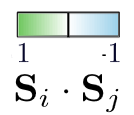 1 -1
𝐒ᵢ · 𝐒ⱼ